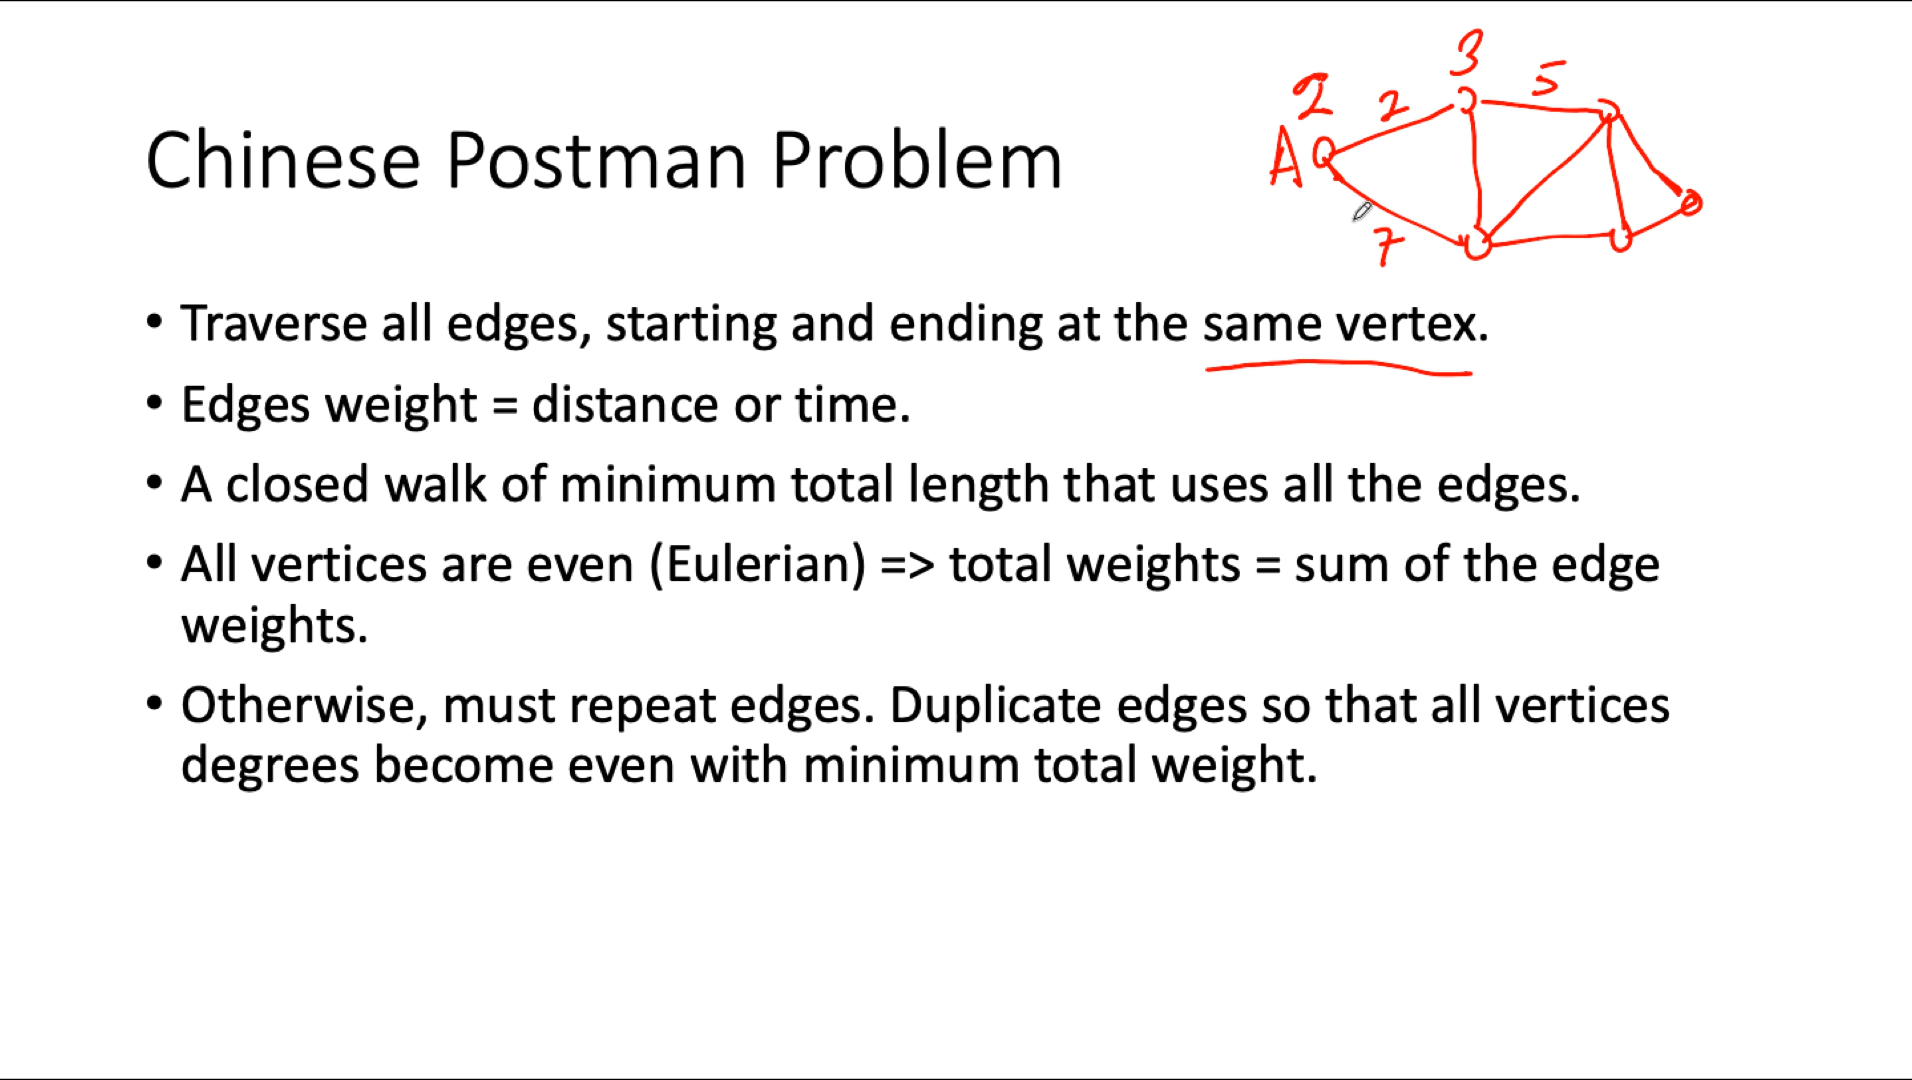 3
5
2
2
A
Chinese Postman Problem
7
• Traverse all edges, starting and ending at the same vertex.
• Edges weight = distance or time.
• A closed walk of minimum total length that uses all the edges.
• All vertices are even (Eulerian) => total weights = sum of the edge
weights.
• Otherwise, must repeat edges. Duplicate edges so that all vertices
degrees become even with minimum total weight.